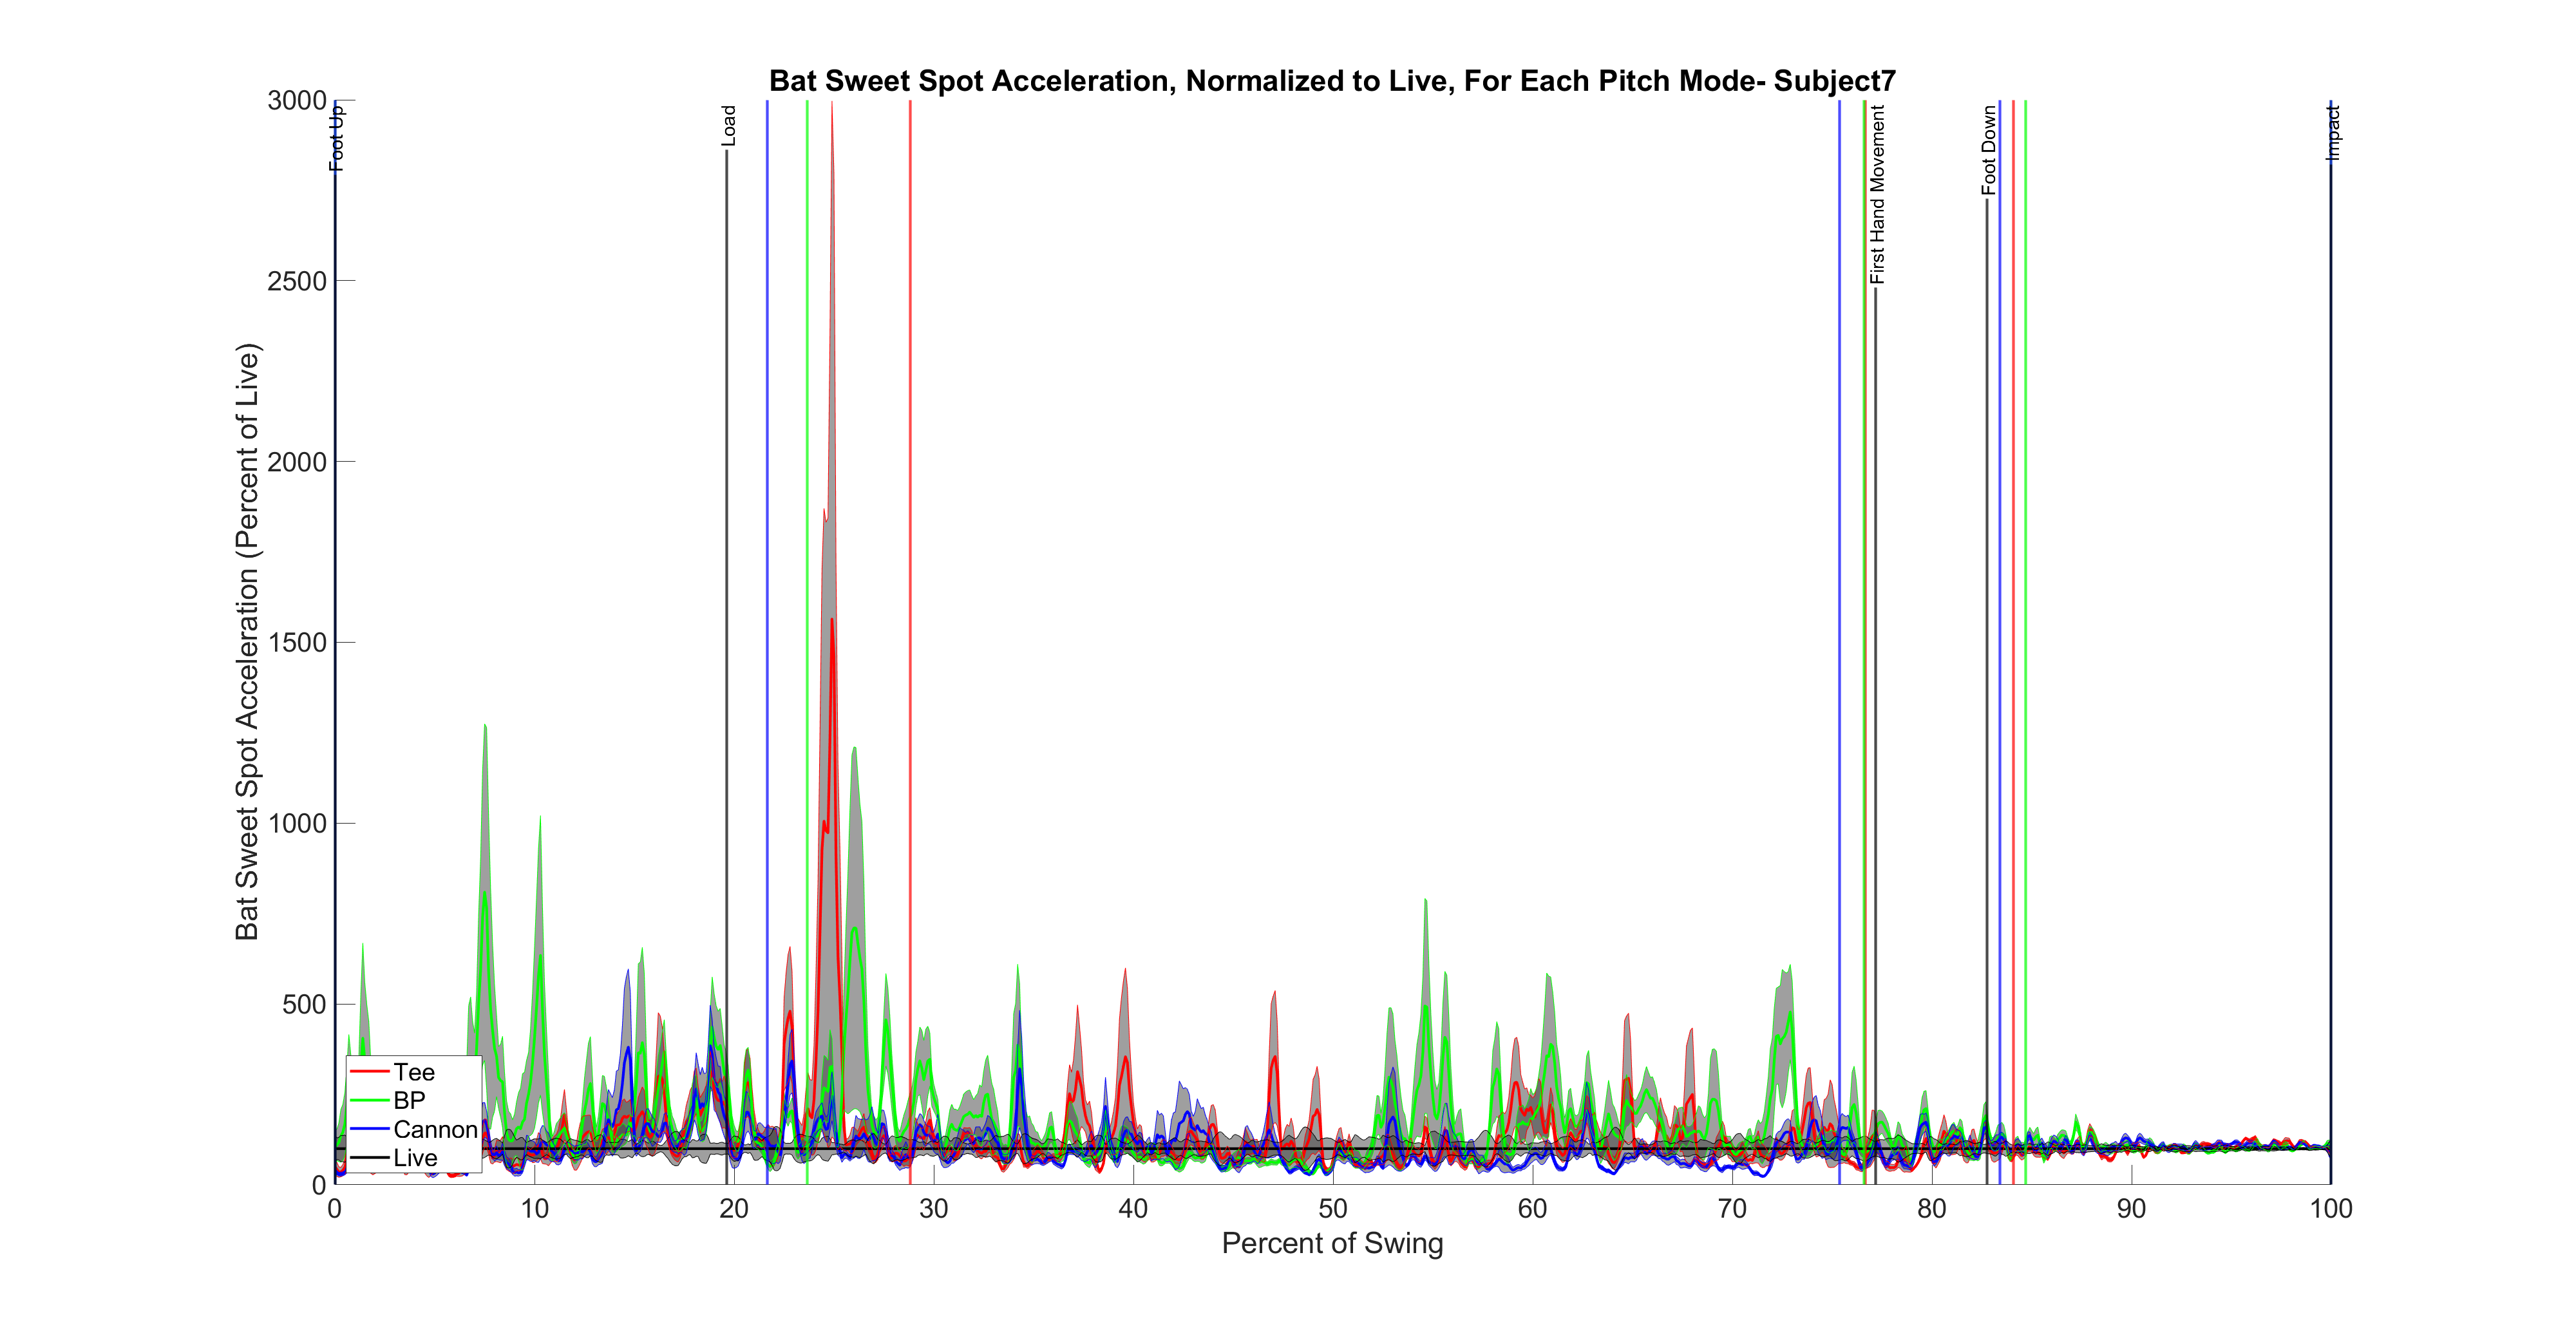 Bat Sweet Spot Acceleration, Normalized to Live, For Each Pitch Mode- Subject7
Bat Sweet Spot Acceleration (Percent of Live)
3000
2500
2000
1500
1000
500
0
Foot Up
Load
First Hand Movement
Foot Down
Impact
Tee
BP
Cannon
Live
0 10 20 30 40 50 60 70 80 90 100
Percent of Swing